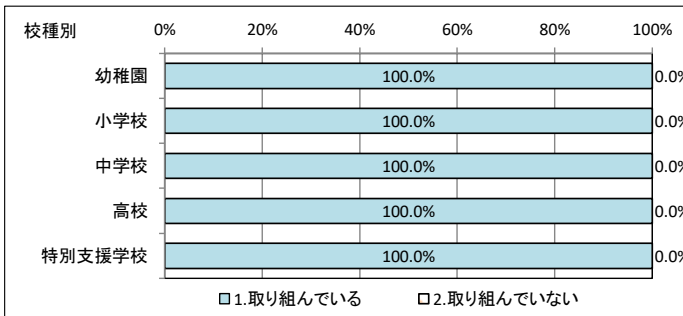 校種別 0% 20% 40% 60% 80% 100%
幼稚園 100.0% 0.0%
小学校 100.0% 0.0%
中学校 100.0% 0.0%
高校 100.0% 0.0%
特別支援学校 100.0% 0.0%
1.取り組んでいる 2.取り組んでいない